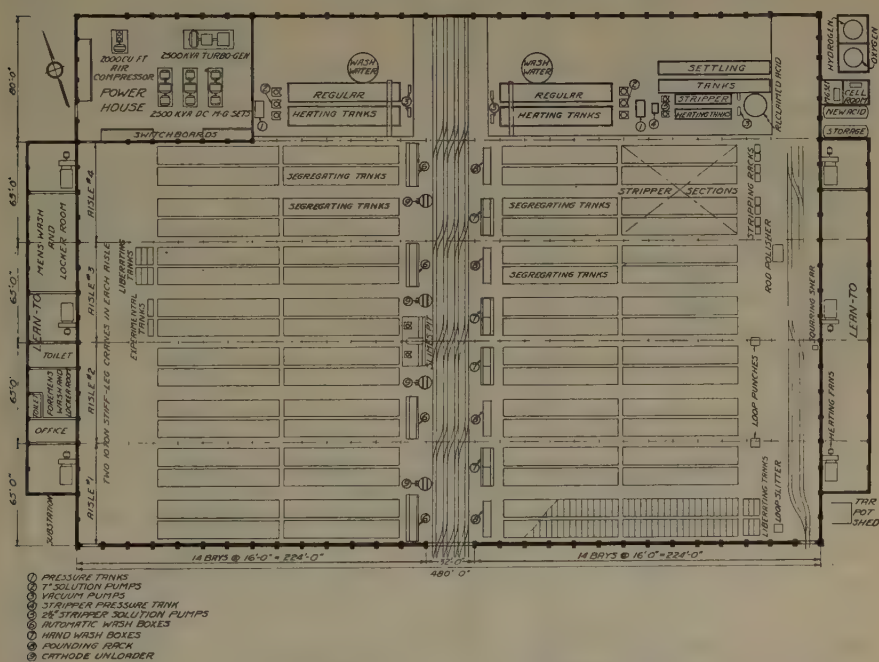 2000 CU FT
AIR
COMPRESSOR
2500 KVA TURBO-GEN
POWER
HOUSE
2500 KVA DC M-G SETS
SWITCHBOARDS
WASH
WATER
REGULAR
HEATING TANKS
WASH
WATER
REGULAR
HEATING TANKS
SETTLING
TANKS
STRIPPER
HEATING TANKS
RECLAIMED ACID
HYDROGEN
OXYGEN
CELL
ROOM
NEW ACID
STORAGE
80'-0"
65'-0"
65'-0"
65'-0"
65'-0"
MENS-WASH
AND
LOCKER ROOM
LEAN-TO
TOILET
TOILET
FOREMENS
WASH AND
LOCKER ROOM
OFFICE
SUBSTATION
AISLE #4
AISLE #3
AISLE #2
AISLE #1
TWO 10 TON STIFF-LEG CRANES IN EACH AISLE
LIBERATING
TANKS
EXPERIMENTAL
TANKS
SEGREGATING TANKS
SEGREGATING TANKS
SLIMES PIT
SEGREGATING TANKS
SEGREGATING TANKS
STRIPPER SECTIONS
STRIPPING RACKS
ROD POLISHER
SQUARING SHEAR
LOOP PUNCHES
LIBERATING TANKS
LOOP SLITTER
LEAN-TO
HEATING FANS
TAR
POT
SHED
14 BAYS @ 16'-0" = 224'-0"
32'-0"
14 BAYS @ 16'-0" = 224'-0"
480'-0"
① PRESSURE TANKS
② 7" SOLUTION PUMPS
③ VACUUM PUMPS
④ STRIPPER PRESSURE TANK
⑤ 2½" STRIPPER SOLUTION PUMPS
⑥ AUTOMATIC WASH BOXES
⑦ HAND WASH BOXES
⑧ POUNDING RACK
⑨ CATHODE UNLOADER